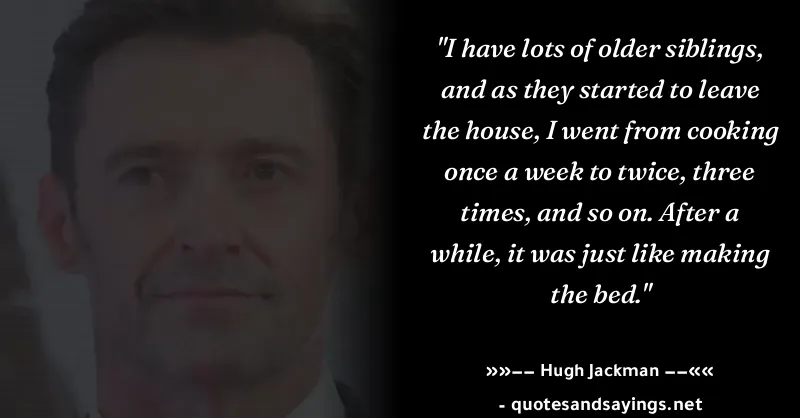 "I have lots of older siblings,
and as they started to leave
the house, I went from cooking
once a week to twice, three
times, and so on. After a
while, it was just like making
the bed."
»»−− Hugh Jackman −−««
- quotesandsayings.net